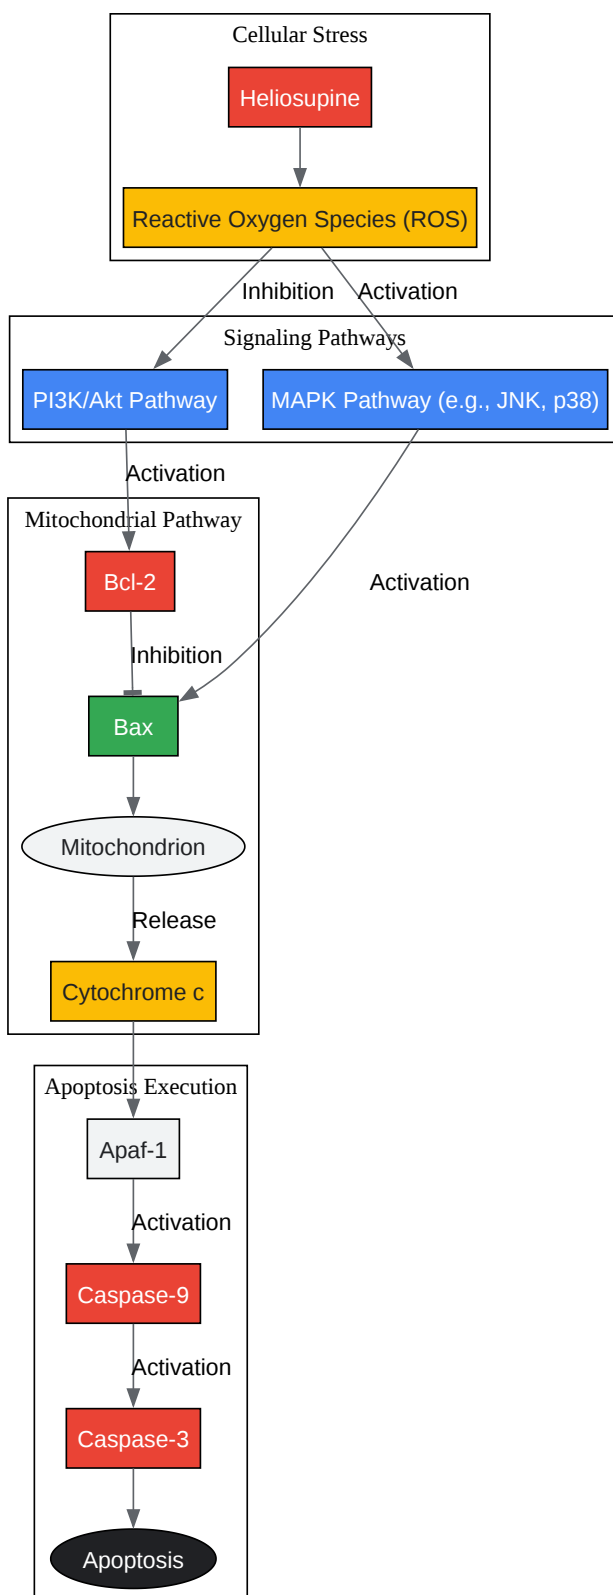 Cellular Stress
Heliosupine
Reactive Oxygen Species (ROS)
Inhibition
Activation
Signaling Pathways
PI3K/Akt Pathway
MAPK Pathway (e.g., JNK, p38)
Activation
Mitochondrial Pathway
Bcl-2
Activation
Inhibition
Bax
Mitochondrion
Release
Cytochrome c
Apoptosis Execution
Apaf-1
Activation
Caspase-9
Activation
Caspase-3
Apoptosis